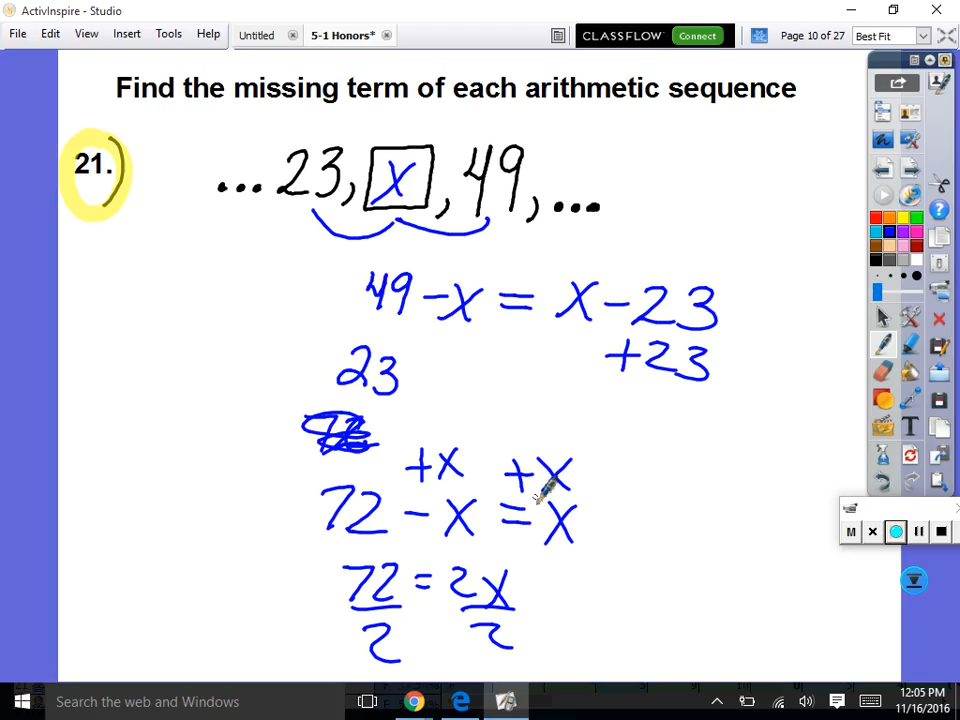 ActivInspire - Studio
File Edit View Insert Tools Help Untitled 5-1 Honors* CLASSFLOW Connect Page 10 of 27 Best Fit
Find the missing term of each arithmetic sequence
21.) ...23, x, 49, ...
49 - x = x - 23
23 +23
+x +x
72 - x = x
72 = 2x
2 2
M
Search the web and Windows
12:05 PM
11/16/2016